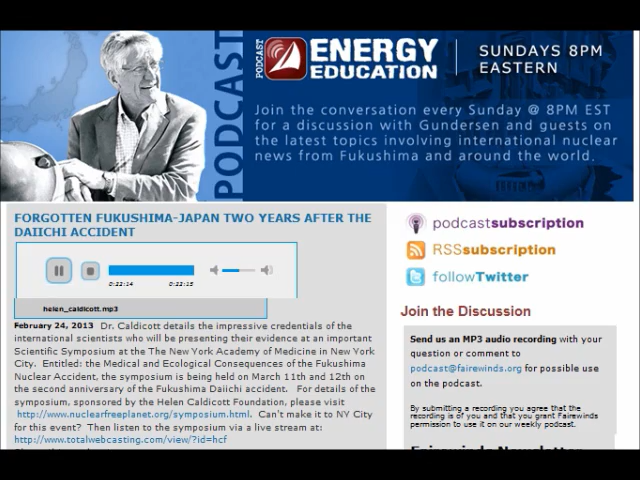 PODCAST
PODCAST
ENERGY
EDUCATION
SUNDAYS 8PM
EASTERN
Join the conversation every Sunday @ 8PM EST
for a discussion with Gundersen and guests on
the latest topics involving international nuclear
news from Fukushima and around the world.
FORGOTTEN FUKUSHIMA-JAPAN TWO YEARS AFTER THE
DAIICHI ACCIDENT
0:22:14 0:22:15
helen_caldicott.mp3
February 24, 2013 Dr. Caldicott details the impressive credentials of the
international scientists who will be presenting their evidence at an important
Scientific Symposium at the The New York Academy of Medicine in New York
City. Entitled: the Medical and Ecological Consequences of the Fukushima
Nuclear Accident, the symposium is being held on March 11th and 12th on
the second anniversary of the Fukushima Daiichi accident. For details of the
symposium, sponsored by the Helen Caldicott Foundation, please visit
http://www.nuclearfreeplanet.org/symposium.html. Can't make it to NY City
for this event? Then listen to the symposium via a live stream at:
http://www.totalwebcasting.com/view/?id=hcf
podcastsubscription
RSSsubscription
followTwitter
Join the Discussion
Send us an MP3 audio recording with your
question or comment to
podcast@fairewinds.org for possible use
on the podcast.
By submitting a recording you agree that the
recording is of you and that you grant Fairewinds
permission to use it on our weekly podcast.
Fairewinds Newsletter